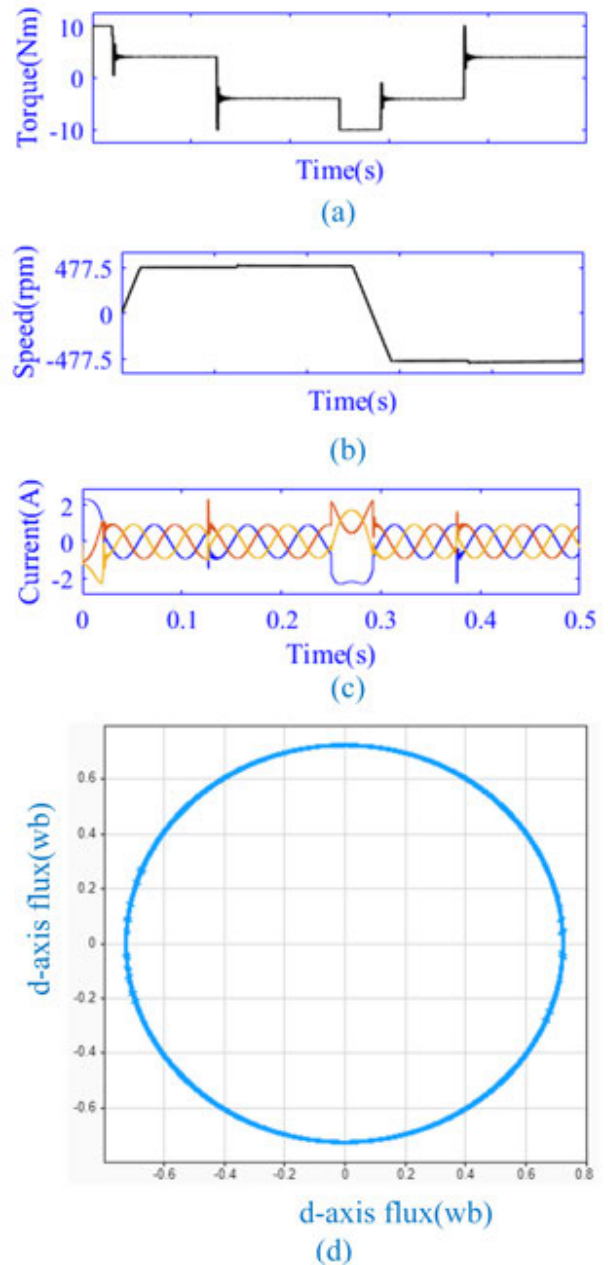 Torque(Nm)
10
0
-10
Time(s)
(a)
Speed(rpm)
477.5
0
-477.5
Time(s)
(b)
Current(A)
2
0
-2
0 0.1 0.2 0.3 0.4 0.5
Time(s)
(c)
d-axis flux(wb)
0.6
0.4
0.2
0
-0.2
-0.4
-0.6
-0.6 -0.4 -0.2 0 0.2 0.4 0.6 0.8
d-axis flux(wb)
(d)